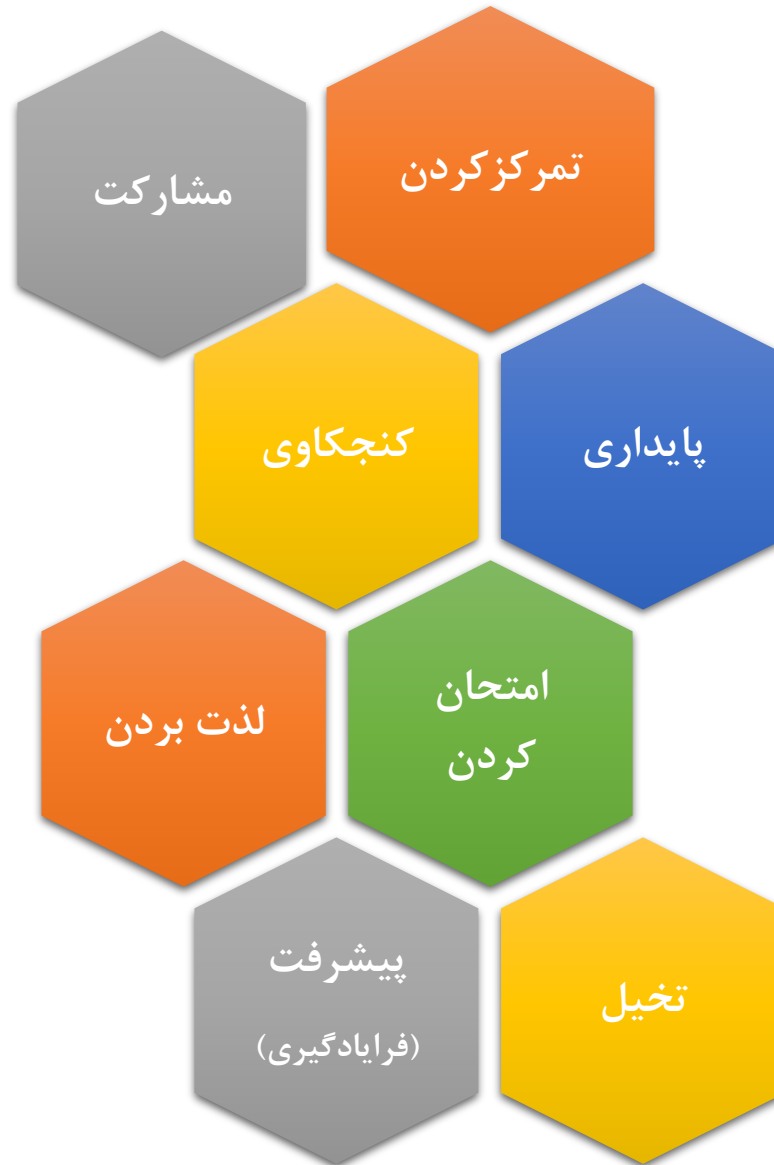 تمرکزکردن
مشارکت
پایداری
کنجکاوی
امتحان
کردن
لذت بردن
تخیل
پیشرفت
(فرایادگیری)